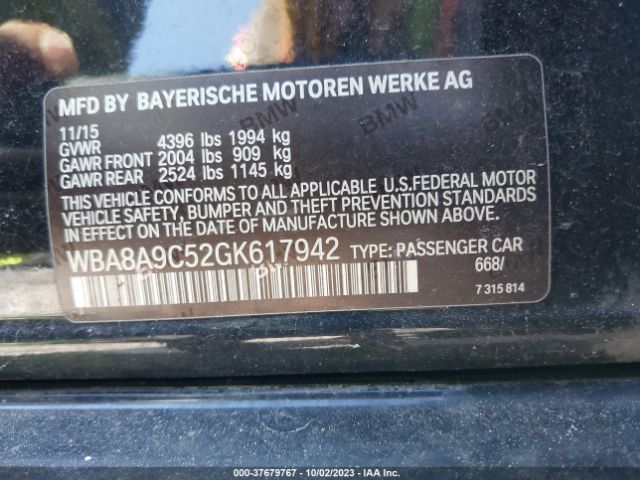 MFD BY BAYERISCHE MOTOREN WERKE AG
11/15
GVWR 4396 lbs 1994 kg
GAWR FRONT 2004 lbs 909 kg
GAWR REAR 2524 lbs 1145 kg
THIS VEHICLE CONFORMS TO ALL APPLICABLE U.S.FEDERAL MOTOR
VEHICLE SAFETY, BUMPER AND THEFT PREVENTION STANDARDS
IN EFFECT ON THE DATE OF MANUFACTURE SHOWN ABOVE.
WBA8A9C52GK617942 TYPE: PASSENGER CAR
668/
7 315 814
BMW
BMW
000-37679767 - 10/02/2023 - IAA Inc.